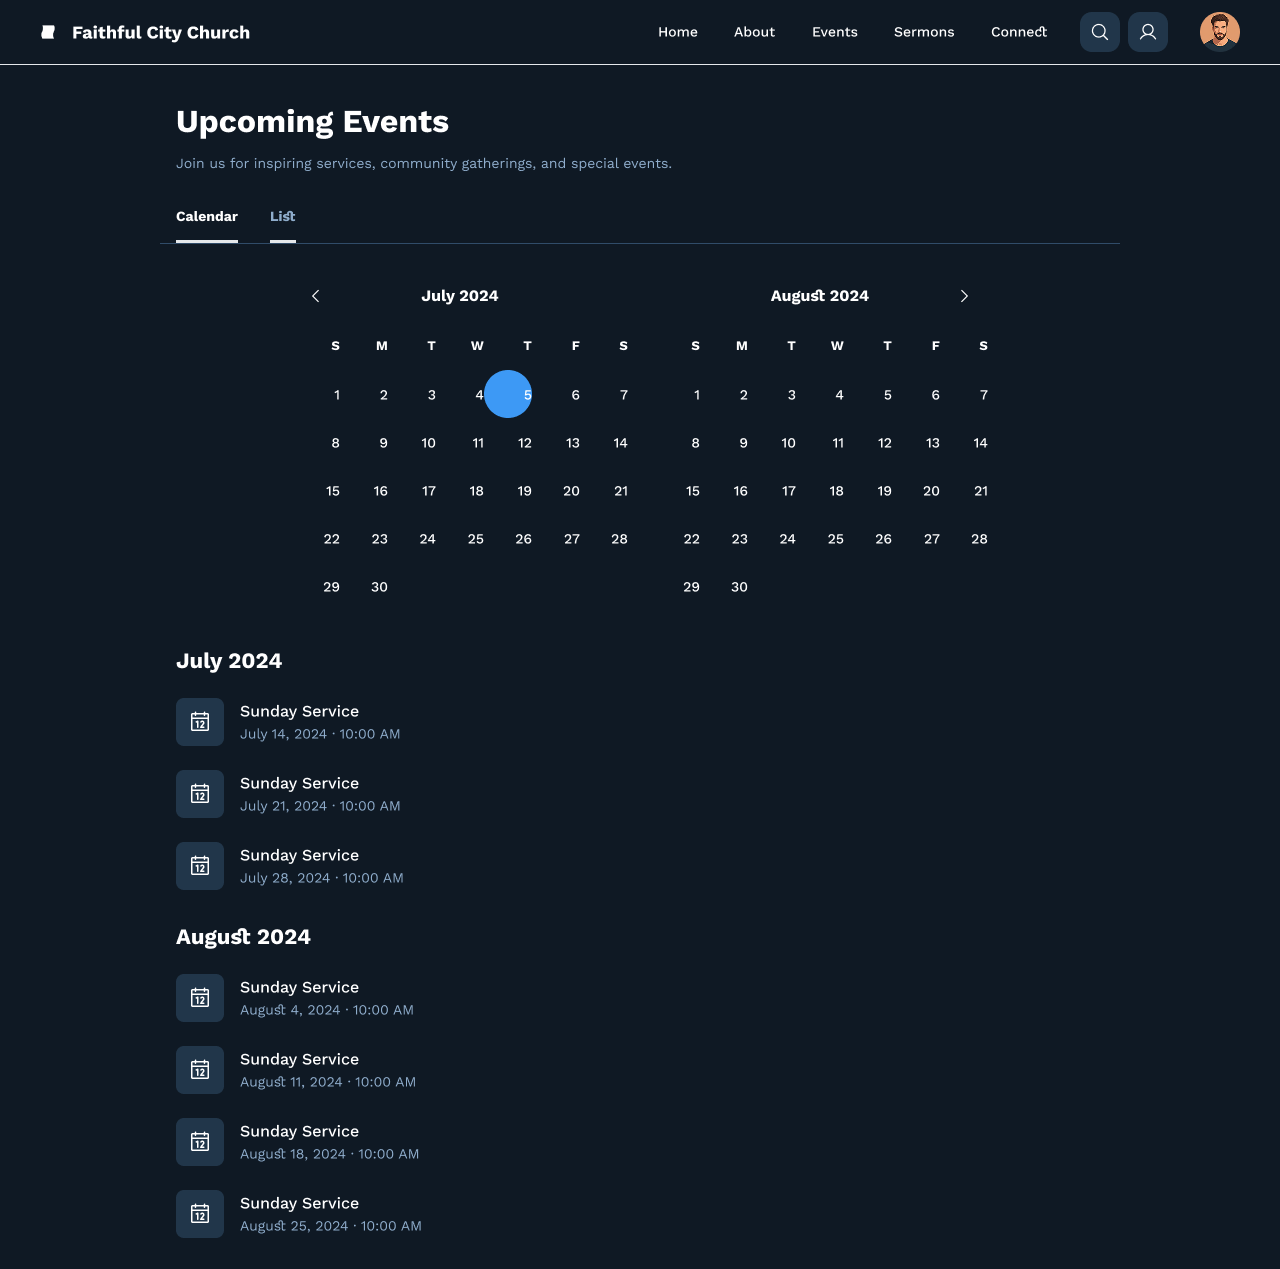 Faithful City Church
Home About Events Sermons Connect
Upcoming Events
Join us for inspiring services, community gatherings, and special events.
Calendar List
July 2024
S M T W T F S
1 2 3 4 5 6 7
8 9 10 11 12 13 14
15 16 17 18 19 20 21
22 23 24 25 26 27 28
29 30
August 2024
S M T W T F S
1 2 3 4 5 6 7
8 9 10 11 12 13 14
15 16 17 18 19 20 21
22 23 24 25 26 27 28
29 30
July 2024
12
Sunday Service
July 14, 2024 · 10:00 AM
12
Sunday Service
July 21, 2024 · 10:00 AM
12
Sunday Service
July 28, 2024 · 10:00 AM
August 2024
12
Sunday Service
August 4, 2024 · 10:00 AM
12
Sunday Service
August 11, 2024 · 10:00 AM
12
Sunday Service
August 18, 2024 · 10:00 AM
12
Sunday Service
August 25, 2024 · 10:00 AM